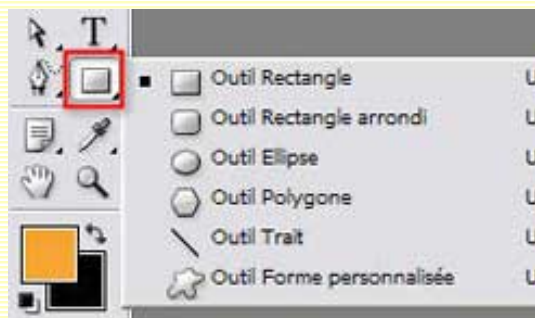 T
Outil Rectangle U
Outil Rectangle arrondi U
Outil Ellipse U
Outil Polygone U
Outil Trait U
Outil Forme personnalisée U